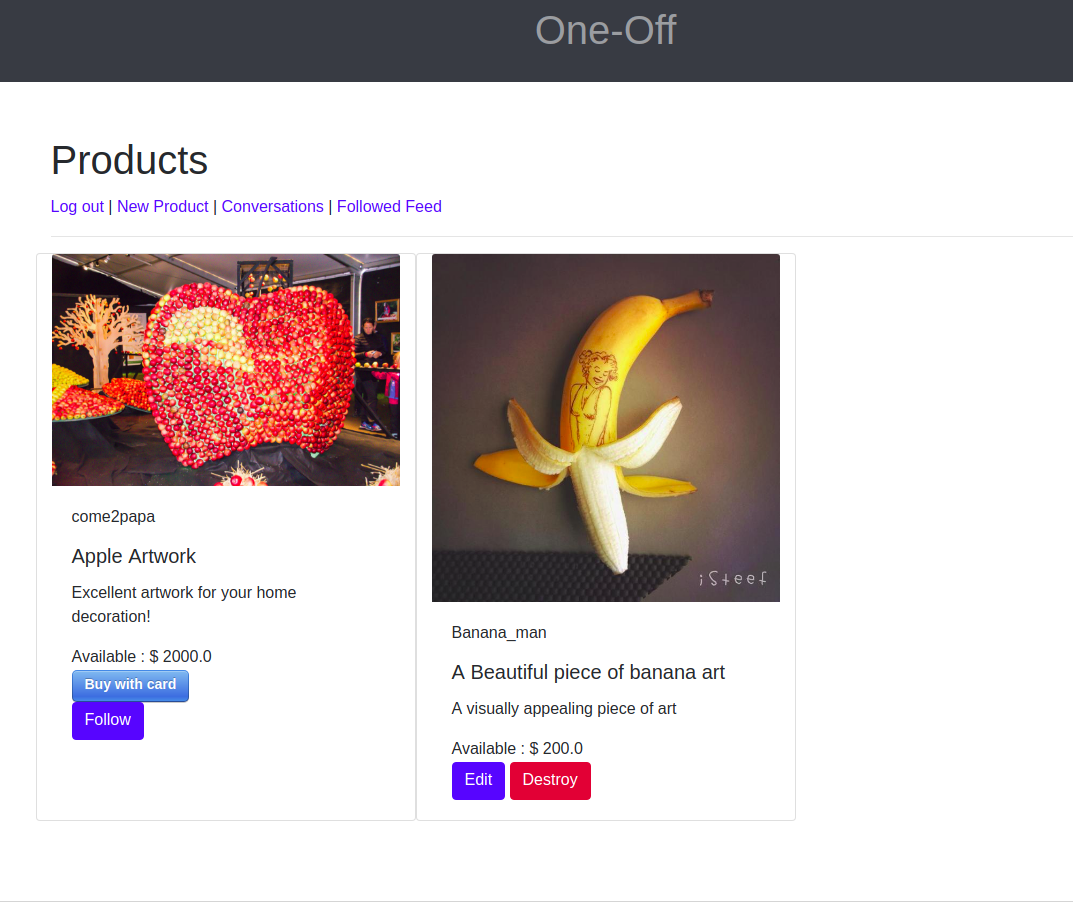 One-Off
Products
Log out | New Product | Conversations | Followed Feed
come2papa
Apple Artwork
Excellent artwork for your home
decoration!
Available : $ 2000.0
Buy with card
Follow
iSteef
Banana_man
A Beautiful piece of banana art
A visually appealing piece of art
Available : $ 200.0
Edit Destroy